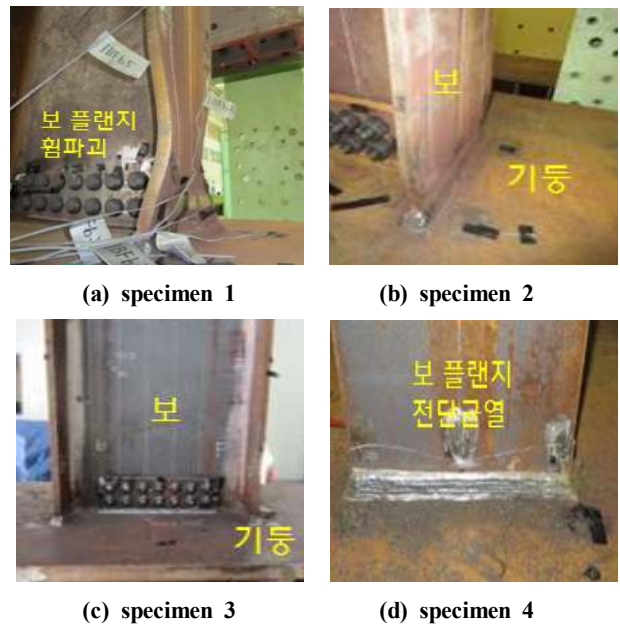 보 플랜지
휨파괴
보
기둥
(a) specimen 1
(b) specimen 2
보
기둥
보 플랜지
전단균열
(c) specimen 3
(d) specimen 4